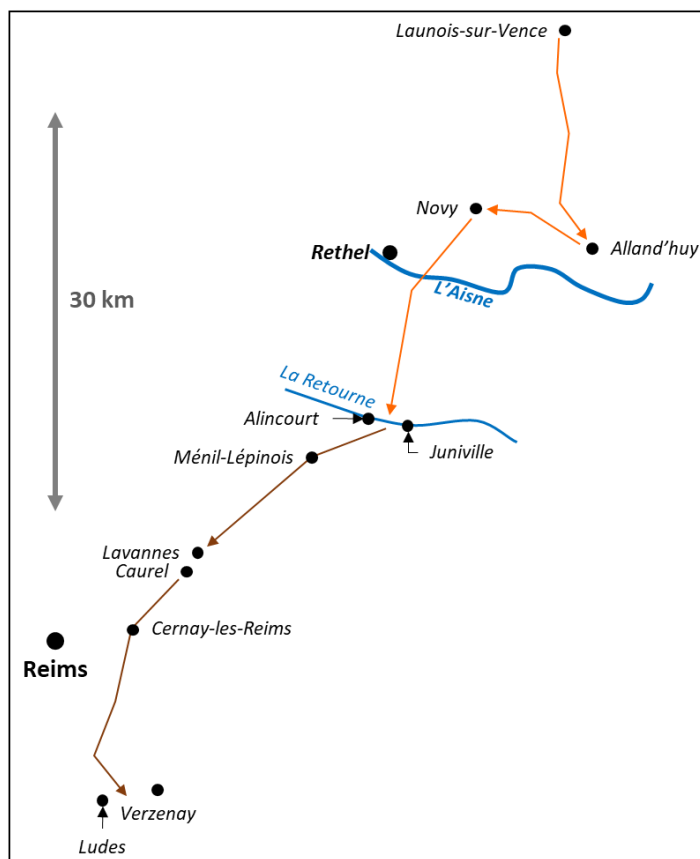 Launois-sur-Vence
Novy
Alland'huy
Rethel
L'Aisne
30 km
La Retourne
Alincourt
Juniville
Ménil-Lépinois
Lavannes
Caurel
Cernay-les-Reims
Reims
Verzenay
Ludes